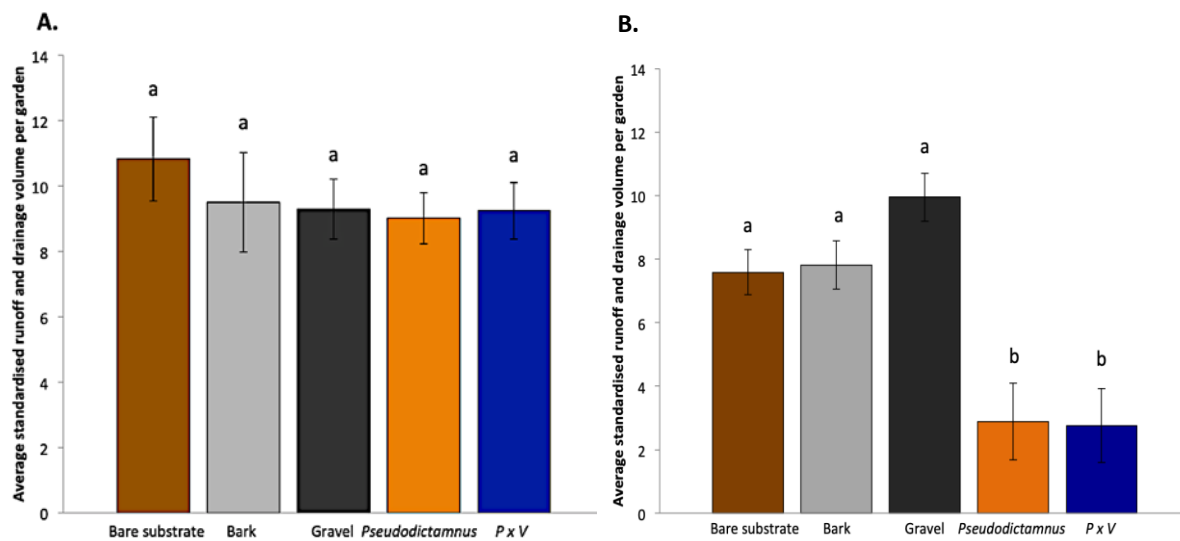 A.
Average standardised runoff and drainage volume per garden
14
12
10
8
6
4
2
0
a
a
a
a
a
Bare substrate Bark Gravel Pseudodictamnus P x V
B.
Average standardised runoff and drainage volume per garden
14
12
10
8
6
4
2
0
a
a
a
b
b
Bare substrate Bark Gravel Pseudodictamnus P x V